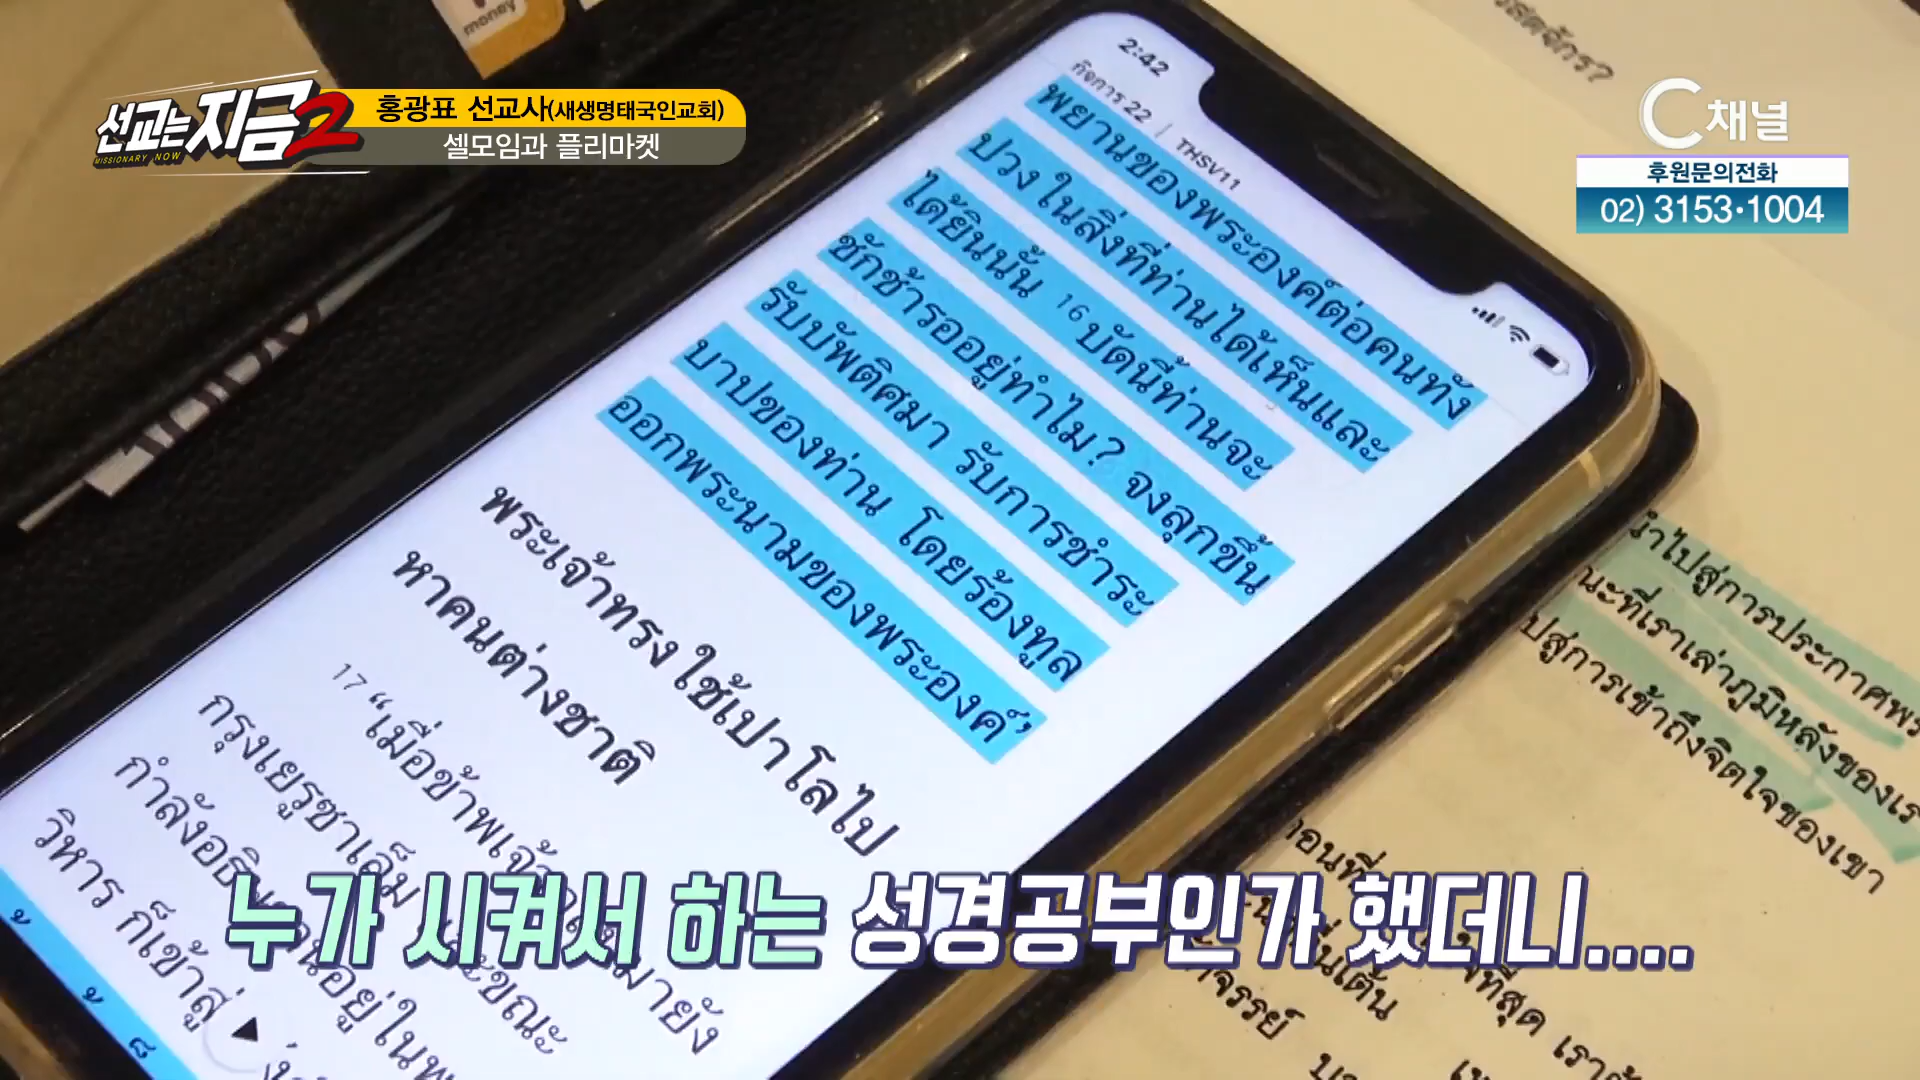 선교는 지금2
MISSIONARY NOW
홍광표 선교사(새생명태국인교회)
셀모임과 플리마켓
C채널
후원문의전화
02) 3153·1004
money
2:42
กิจการ 22 | THSV11
พยานของพระองค์ต่อคนทั้ง
ปวง ในสิ่งที่ท่านได้เห็นและ
ได้ยินนั้น 16 บัดนี้ท่านจะ
ชักช้ารออยู่ทำไม? จงลุกขึ้น
รับบัพติศมา รับการชำระ
บาปของท่าน โดยร้องทูล
ออกพระนามของพระองค์’
พระเจ้าทรงใช้เปาโลไป
หาคนต่างชาติ
17 “เมื่อข้าพเจ้า มายัง
กรุงเยรูซาเล็ม ขณะ
กำลังอธิษฐานอยู่ในพ
วิหาร ก็เข้าสู่
นำไปสู่การประกาศพร
นะที่เราเล่าภูมิหลังของเร
ปสู่การเข้าถึงจิตใจของเขา
누가 시켜서 하는 성경공부인가 했더니....